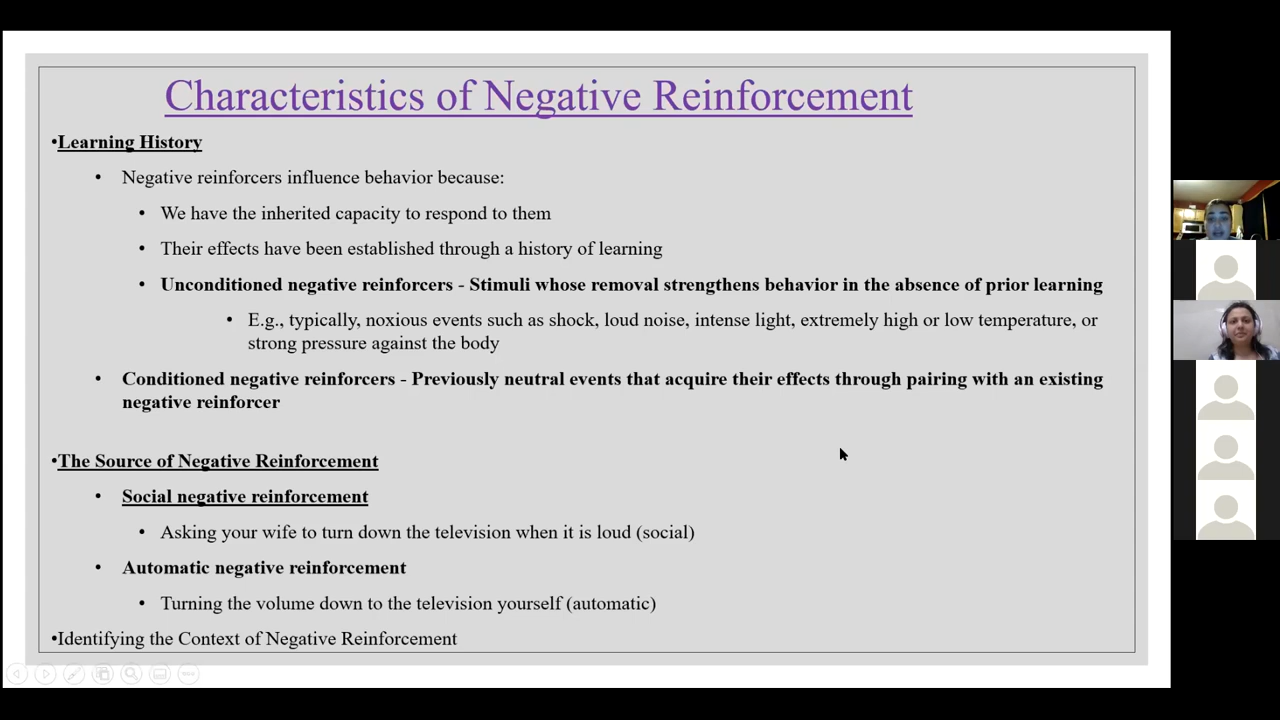 Characteristics of Negative Reinforcement
•Learning History
• Negative reinforcers influence behavior because:
• We have the inherited capacity to respond to them
• Their effects have been established through a history of learning
• Unconditioned negative reinforcers - Stimuli whose removal strengthens behavior in the absence of prior learning
• E.g., typically, noxious events such as shock, loud noise, intense light, extremely high or low temperature, or
strong pressure against the body
• Conditioned negative reinforcers - Previously neutral events that acquire their effects through pairing with an existing
negative reinforcer
•The Source of Negative Reinforcement
• Social negative reinforcement
• Asking your wife to turn down the television when it is loud (social)
• Automatic negative reinforcement
• Turning the volume down to the television yourself (automatic)
•Identifying the Context of Negative Reinforcement